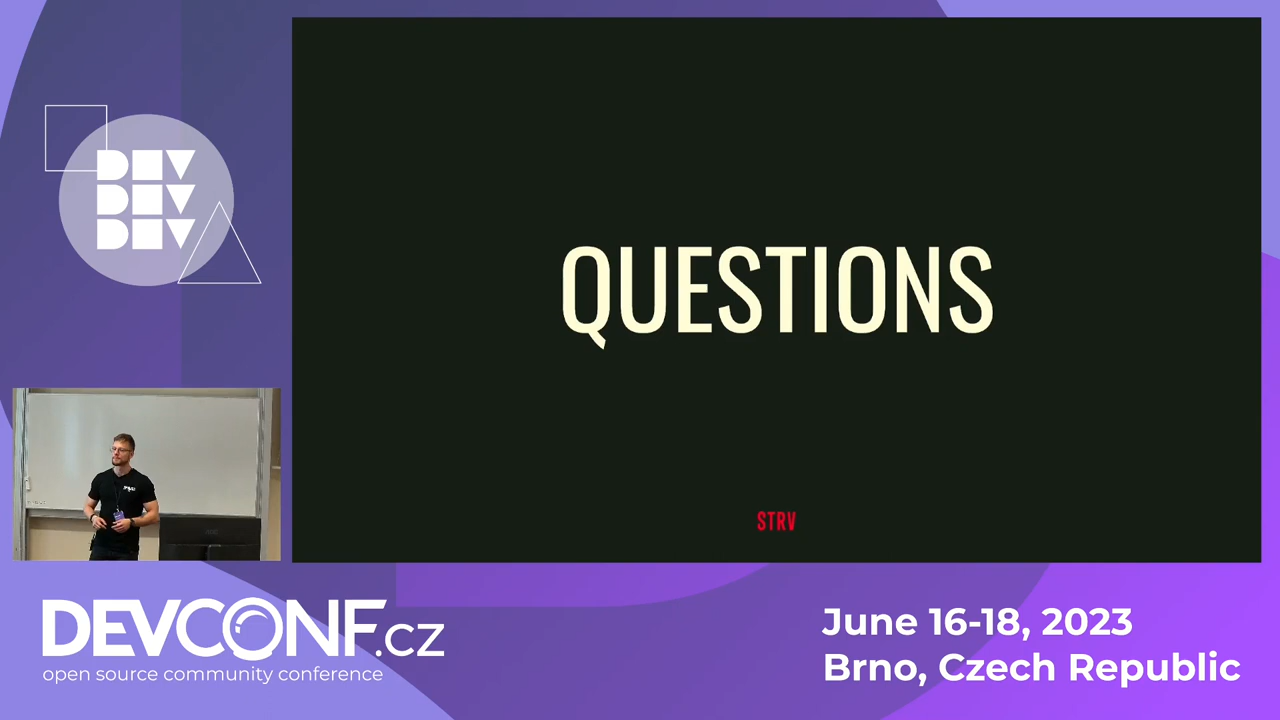 DEV
DEV
DEV
QUESTIONS
STRV
DEVCONF.cz
open source community conference
June 16-18, 2023
Brno, Czech Republic